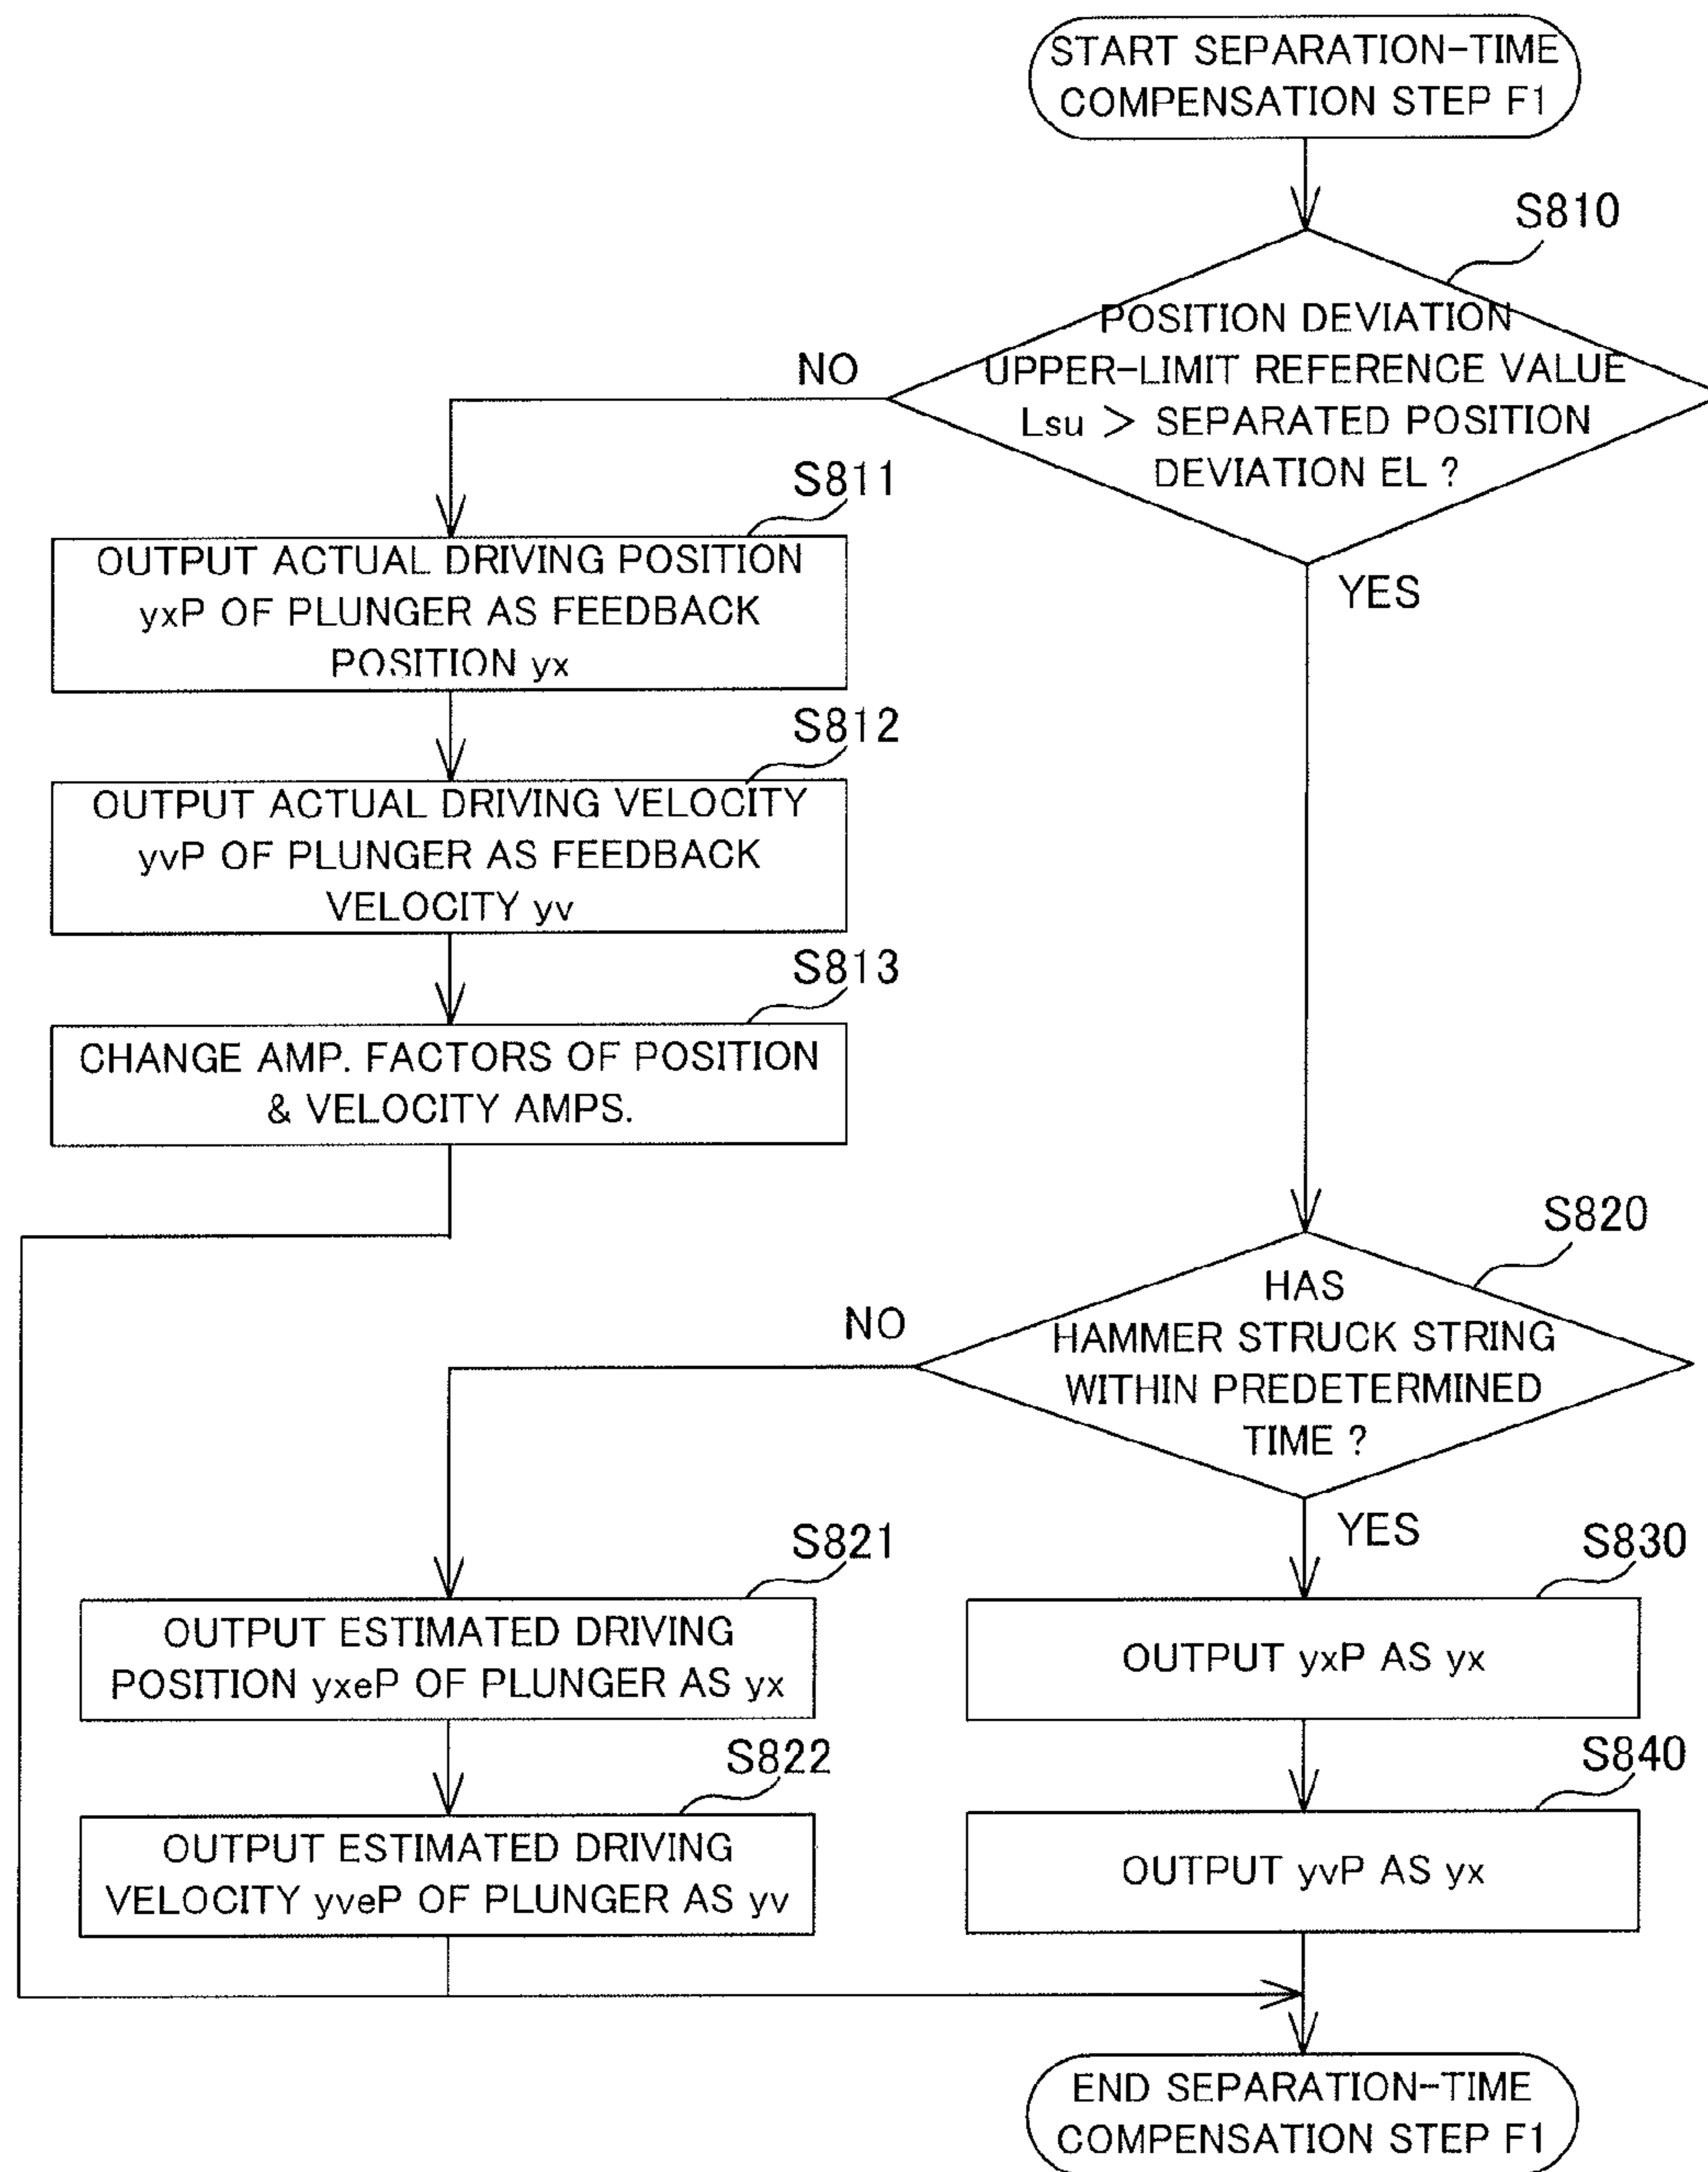 START SEPARATION-TIME
COMPENSATION STEP F1
S810
POSITION DEVIATION
UPPER-LIMIT REFERENCE VALUE
Lsu > SEPARATED POSITION
DEVIATION EL ?
NO
YES
S811
OUTPUT ACTUAL DRIVING POSITION
yxP OF PLUNGER AS FEEDBACK
POSITION yx
S812
OUTPUT ACTUAL DRIVING VELOCITY
yvP OF PLUNGER AS FEEDBACK
VELOCITY yv
S813
CHANGE AMP. FACTORS OF POSITION
& VELOCITY AMPS.
S820
HAS
HAMMER STRUCK STRING
WITHIN PREDETERMINED
TIME ?
NO
YES
S821
OUTPUT ESTIMATED DRIVING
POSITION yxeP OF PLUNGER AS yx
S822
OUTPUT ESTIMATED DRIVING
VELOCITY yveP OF PLUNGER AS yv
S830
OUTPUT yxP AS yx
S840
OUTPUT yvP AS yx
END SEPARATION-TIME
COMPENSATION STEP F1